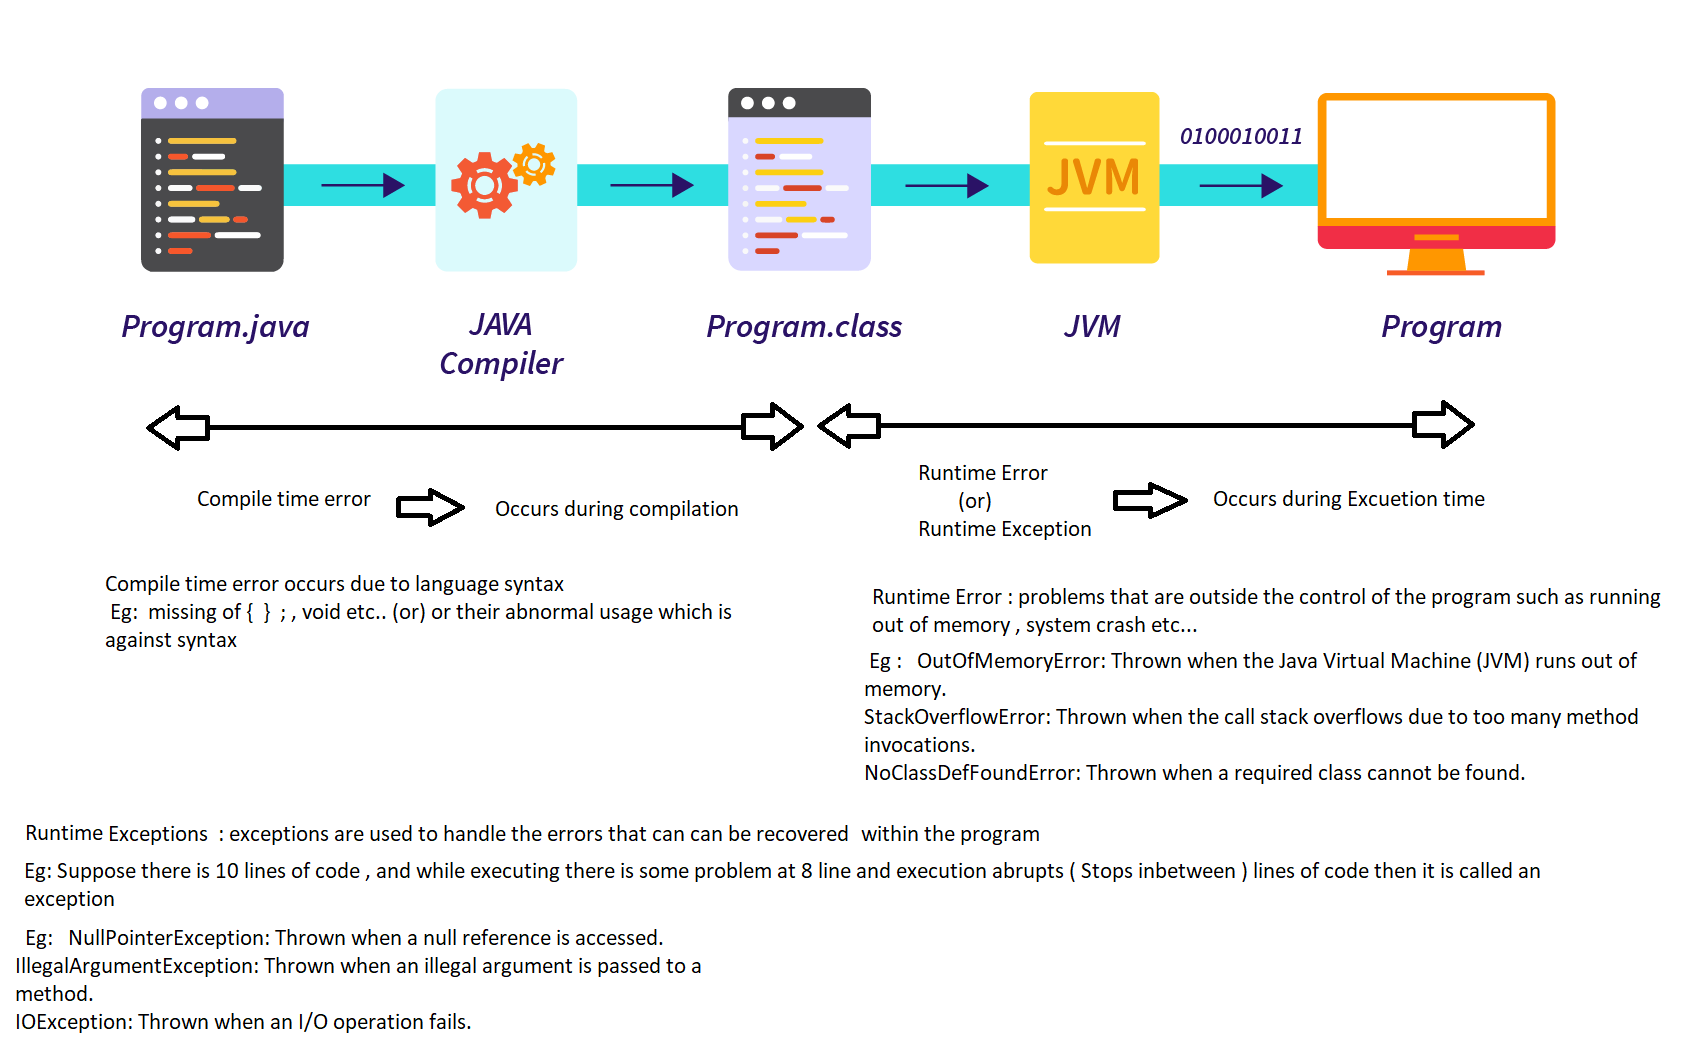 0100010011
JVM
Program.java
JAVA
Compiler
Program.class
JVM
Program
Compile time error
Occurs during compilation
Runtime Error
(or)
Runtime Exception
Occurs during Excuetion time
Compile time error occurs due to language syntax
Eg:  missing of {  }  ; , void etc.. (or) or their abnormal usage which is
against syntax
Runtime Error : problems that are outside the control of the program such as running
out of memory , system crash etc...
Eg :   OutOfMemoryError: Thrown when the Java Virtual Machine (JVM) runs out of
memory.
StackOverflowError: Thrown when the call stack overflows due to too many method
invocations.
NoClassDefFoundError: Thrown when a required class cannot be found.
Runtime Exceptions  : exceptions are used to handle the errors that can can be recovered  within the program
Eg: Suppose there is 10 lines of code , and while executing there is some problem at 8 line and execution abrupts ( Stops inbetween ) lines of code then it is called an
exception
Eg:   NullPointerException: Thrown when a null reference is accessed.
IllegalArgumentException: Thrown when an illegal argument is passed to a
method.
IOException: Thrown when an I/O operation fails.